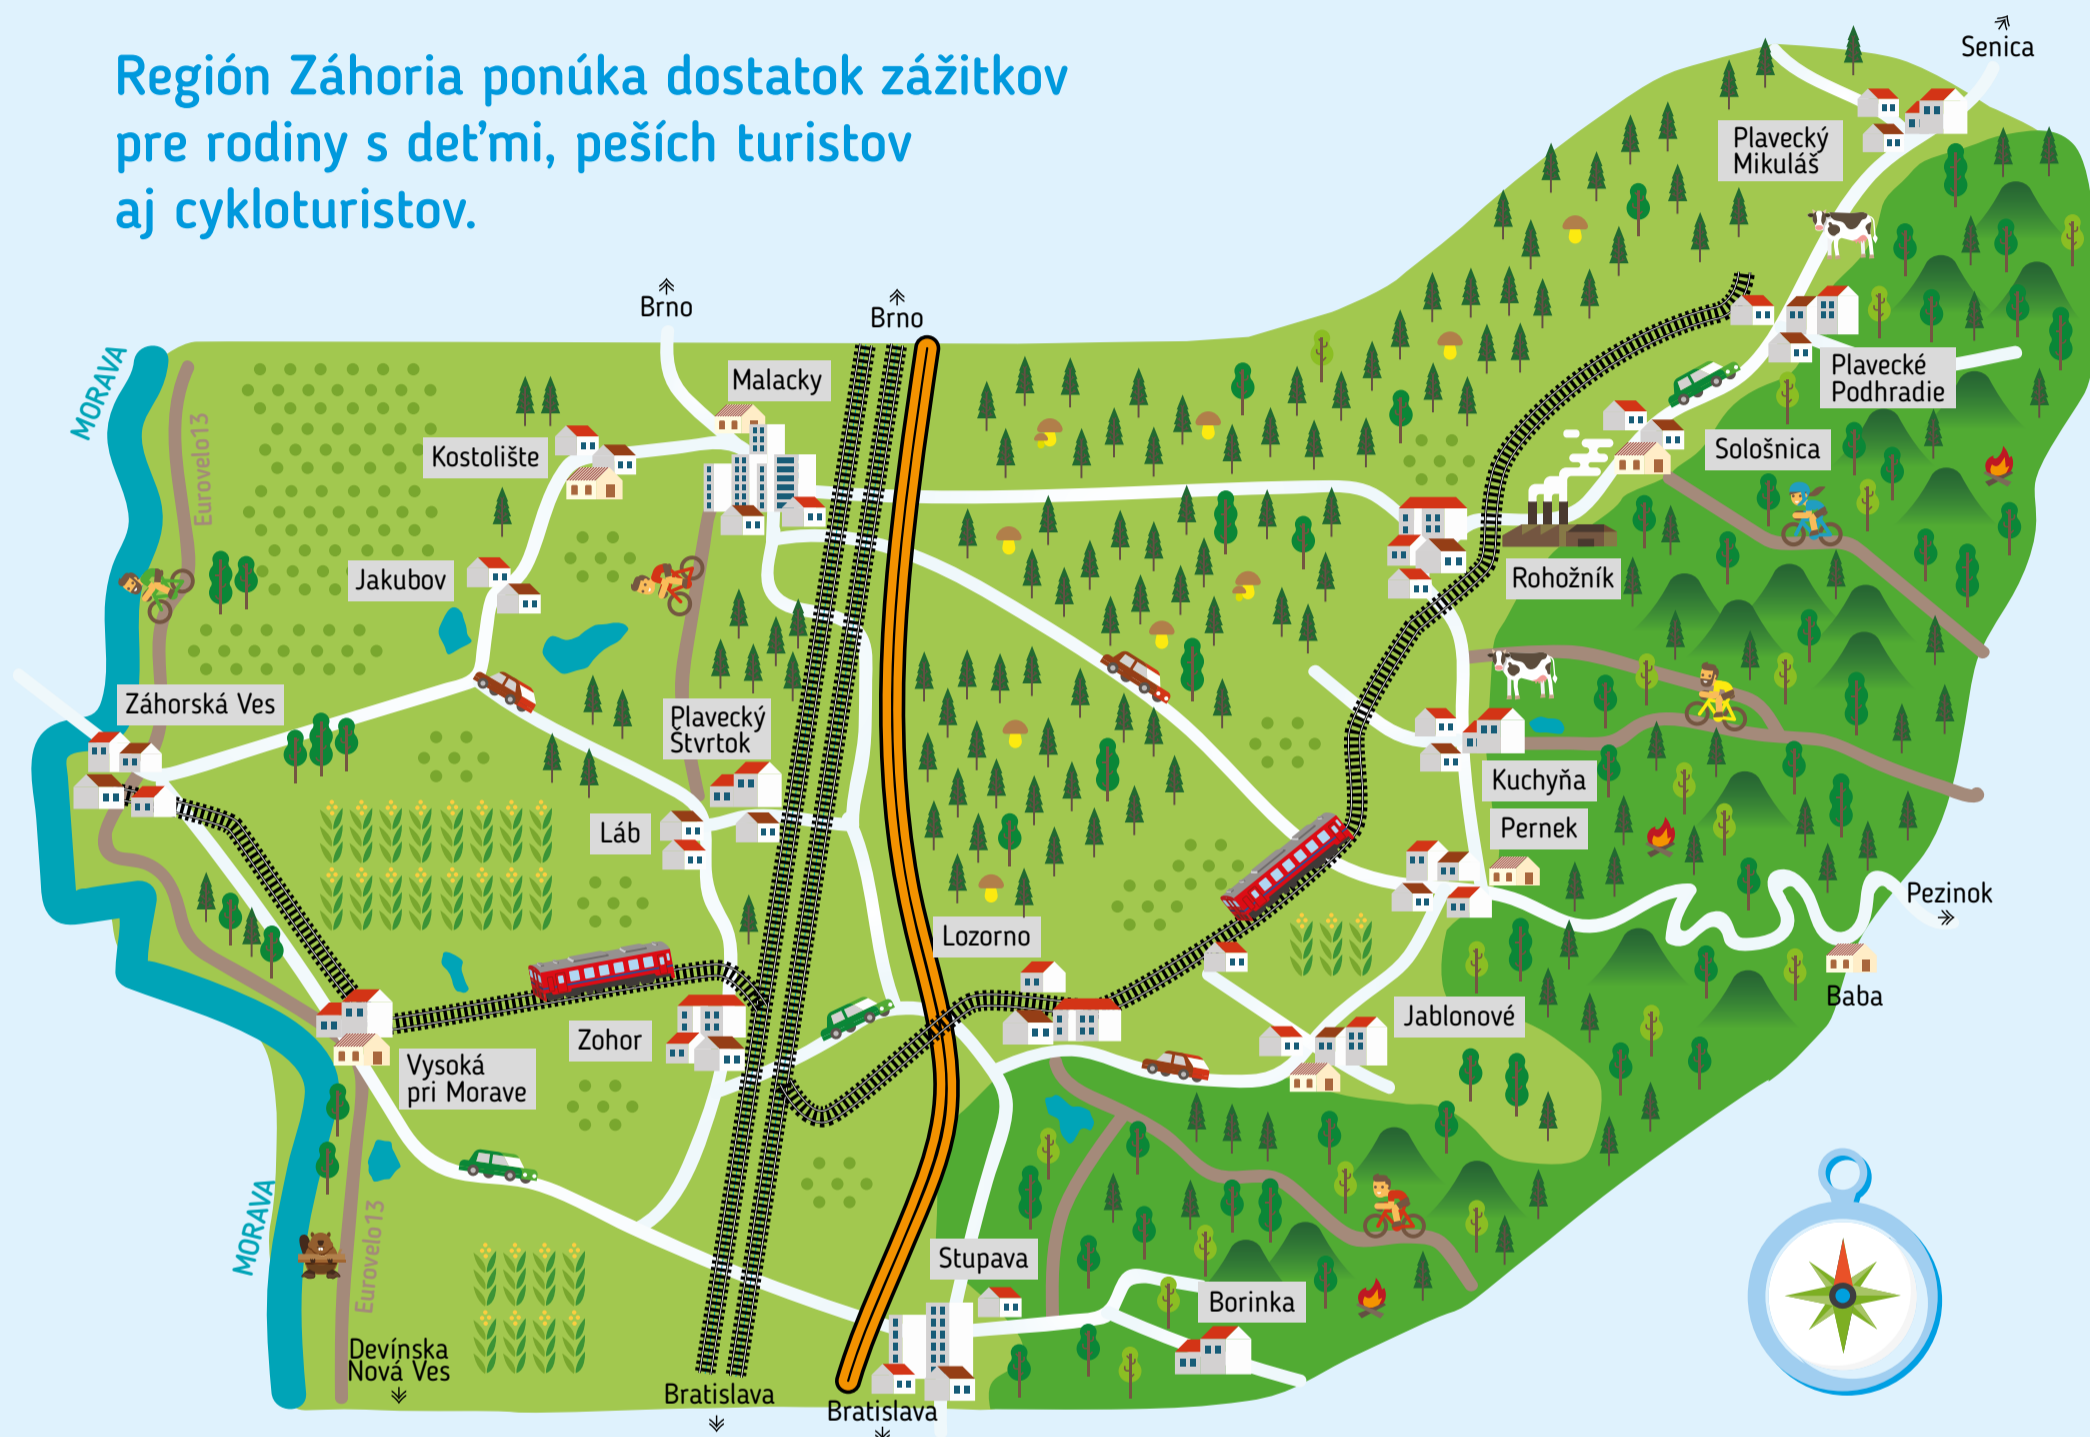 Región Záhoria ponúka dostatok zážitkov
pre rodiny s deťmi, peších turistov
aj cykloturistov.
Senica
Plavecký
Mikuláš
Brno
Brno
MORAVA
Eurovelo13
Malacky
Kostolište
Plavecké
Podhradie
Sološnica
Jakubov
Rohožník
Záhorská Ves
Plavecký
Štvrtok
Kuchyňa
Láb
Pernek
Pezinok
Lozorno
Baba
Jablonové
Zohor
Vysoká
pri Morave
MORAVA
Eurovelo13
Stupava
Borinka
Devínska
Nová Ves
Bratislava
Bratislava